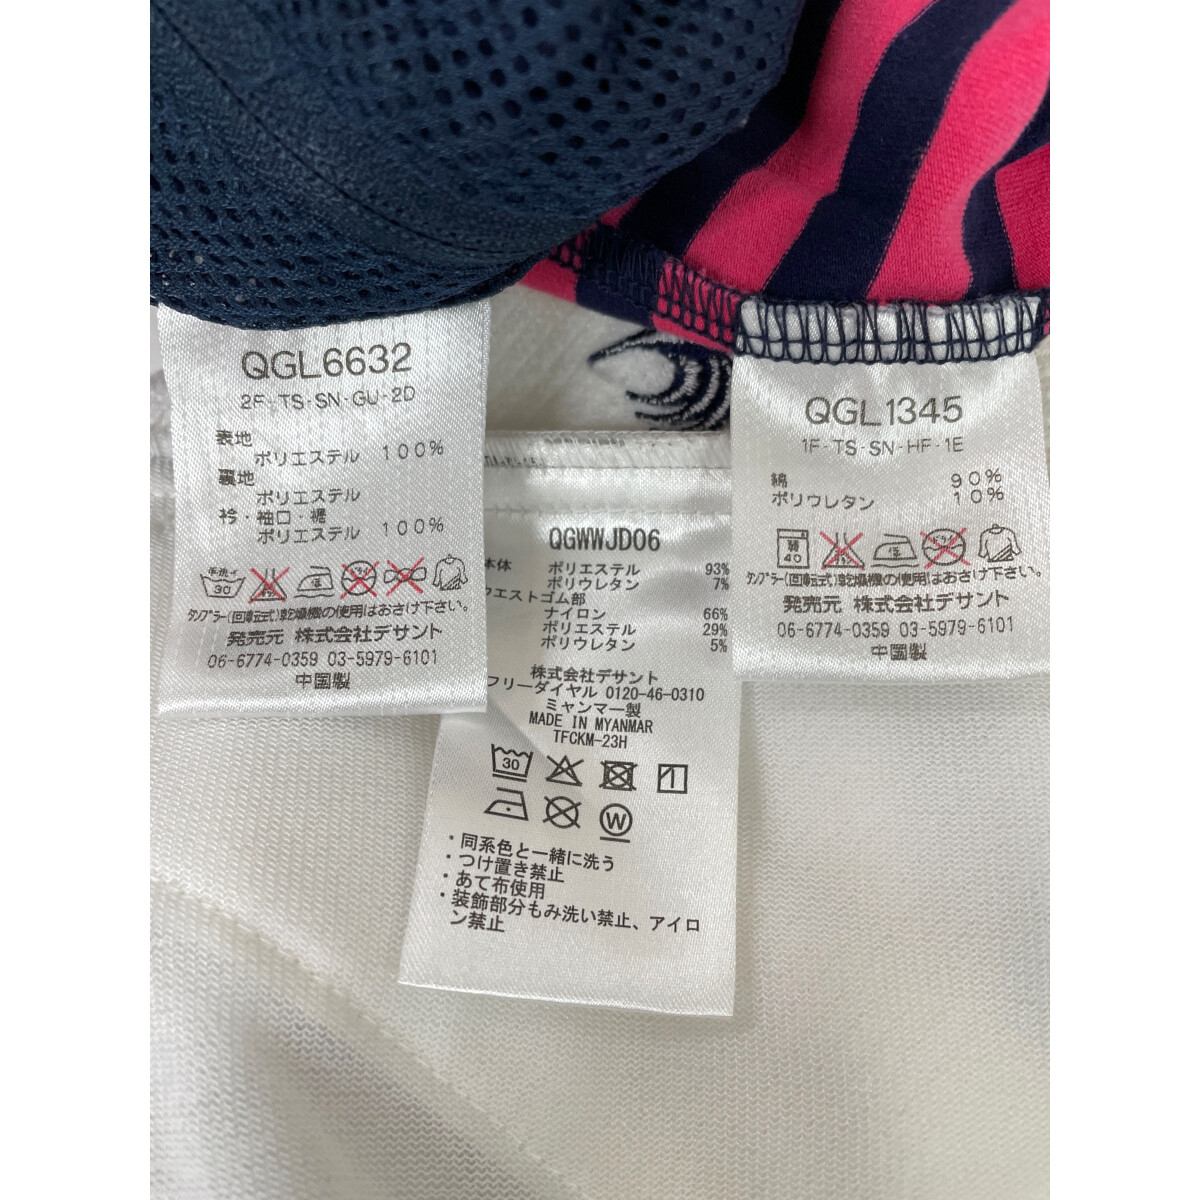 QGL6632
2F-TS-SN-GU-2D
表地
ポリエステル 100%
裏地
ポリエステル
衿・袖口・裾
ポリエステル 100%
手洗イ
30
タンブラー(回転式)乾燥機の使用はおさけ下さい。
発売元 株式会社デサント
06-6774-0359 03-5979-6101
中国製
QGWWJD06
本体 ポリエステル 93%
ポリウレタン 7%
ウエストゴム部
ナイロン 66%
ポリエステル 29%
ポリウレタン 5%
株式会社デサント
フリーダイヤル 0120-46-0310
ミャンマー製
MADE IN MYANMAR
TFCKM-23H
30
W
・同系色と一緒に洗う
・つけ置き禁止
・あて布使用
・装飾部分もみ洗い禁止、アイロ
ン禁止
QGL1345
1F-TS-SN-HF-1E
綿 90%
ポリウレタン 10%
弱
40
タンブラー(回転式)乾燥機の使用はおさけ下さい。
発売元 株式会社デサント
06-6774-0359 03-5979-6101
中国製